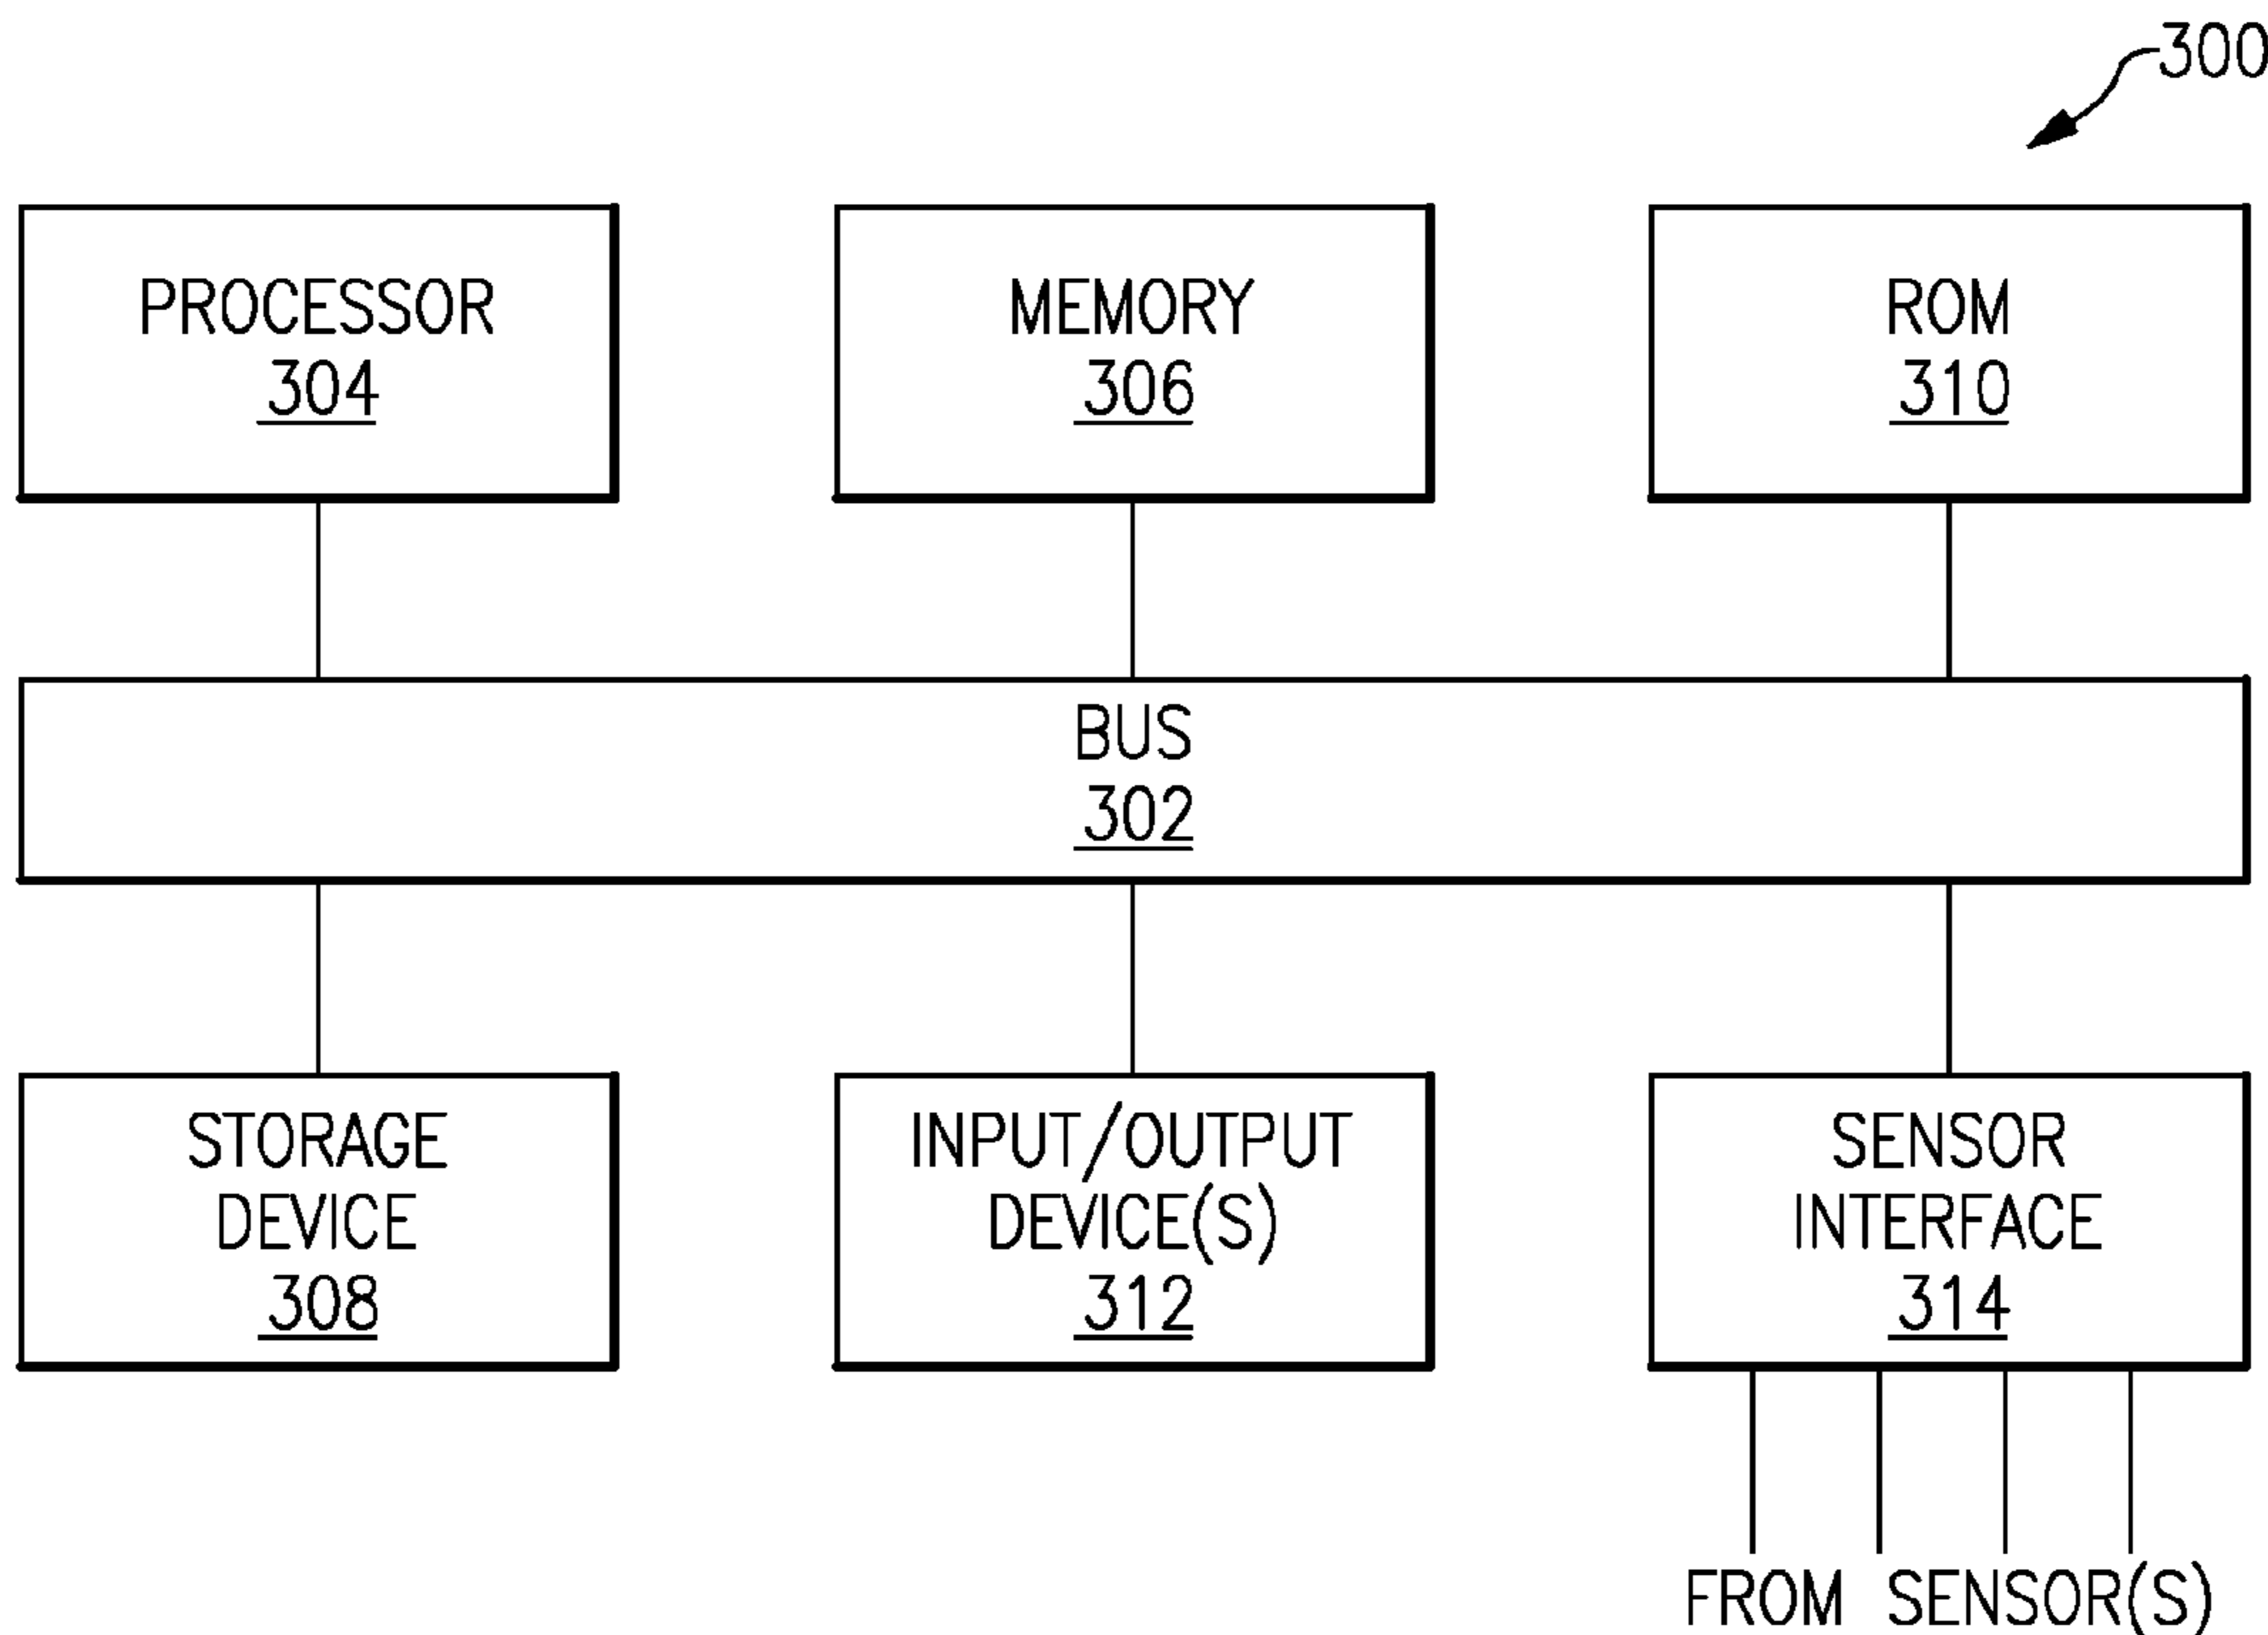 300
PROCESSOR
304
MEMORY
306
ROM
310
BUS
302
STORAGE
DEVICE
308
INPUT/OUTPUT
DEVICE(S)
312
SENSOR
INTERFACE
314
FROM SENSOR(S)